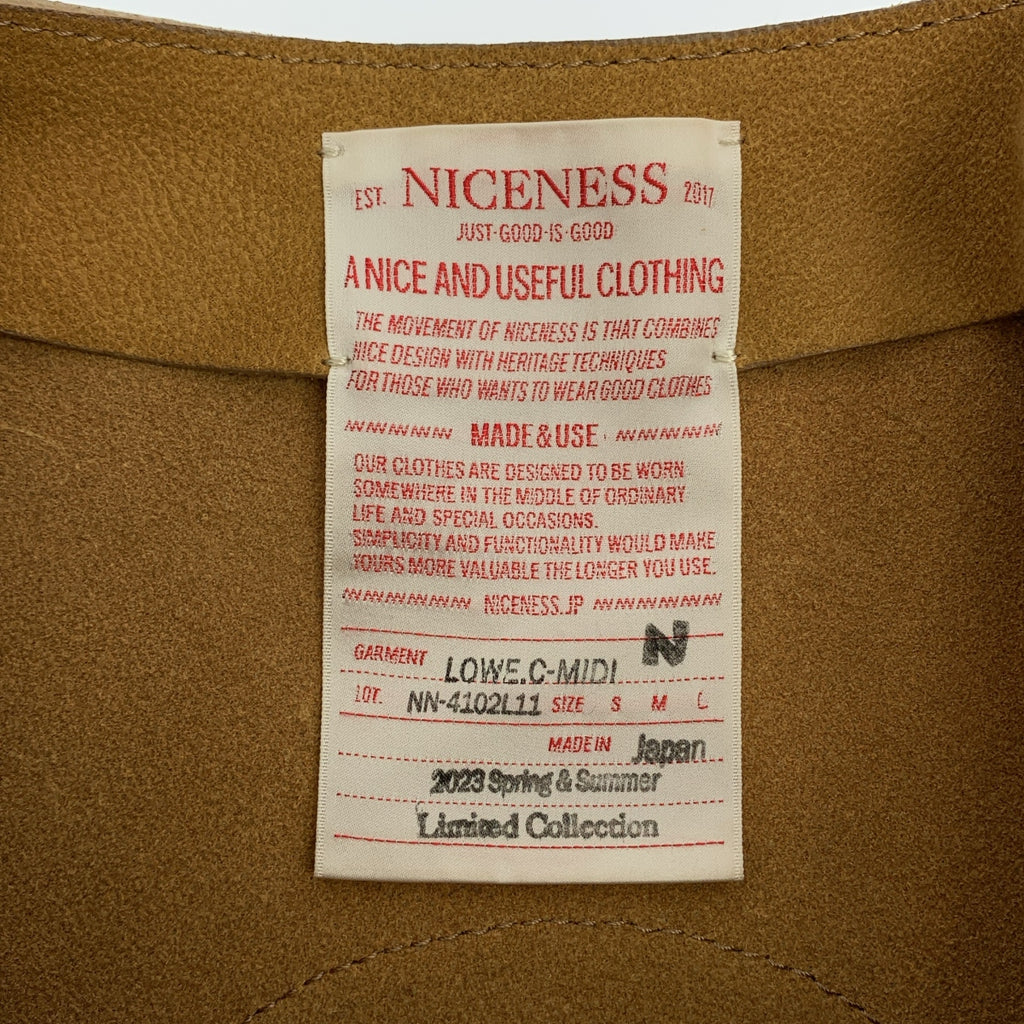 EST. NICENESS 2017
JUST·GOOD·IS·GOOD
A NICE AND USEFUL CLOTHING
THE MOVEMENT OF NICENESS IS THAT COMBINES
NICE DESIGN WITH HERITAGE TECHNIQUES
FOR THOSE WHO WANTS TO WEAR GOOD CLOTHES
MADE & USE
OUR CLOTHES ARE DESIGNED TO BE WORN
SOMEWHERE IN THE MIDDLE OF ORDINARY
LIFE AND SPECIAL OCCASIONS.
SIMPLICITY AND FUNCTIONALITY WOULD MAKE
YOURS MORE VALUABLE THE LONGER YOU USE.
NICENESS.JP
N
GARMENT LOWE.C-MIDI
LOT. NN-4102L11 SIZE S M L
MADE IN Japan
2023 Spring & Summer
Limited Collection